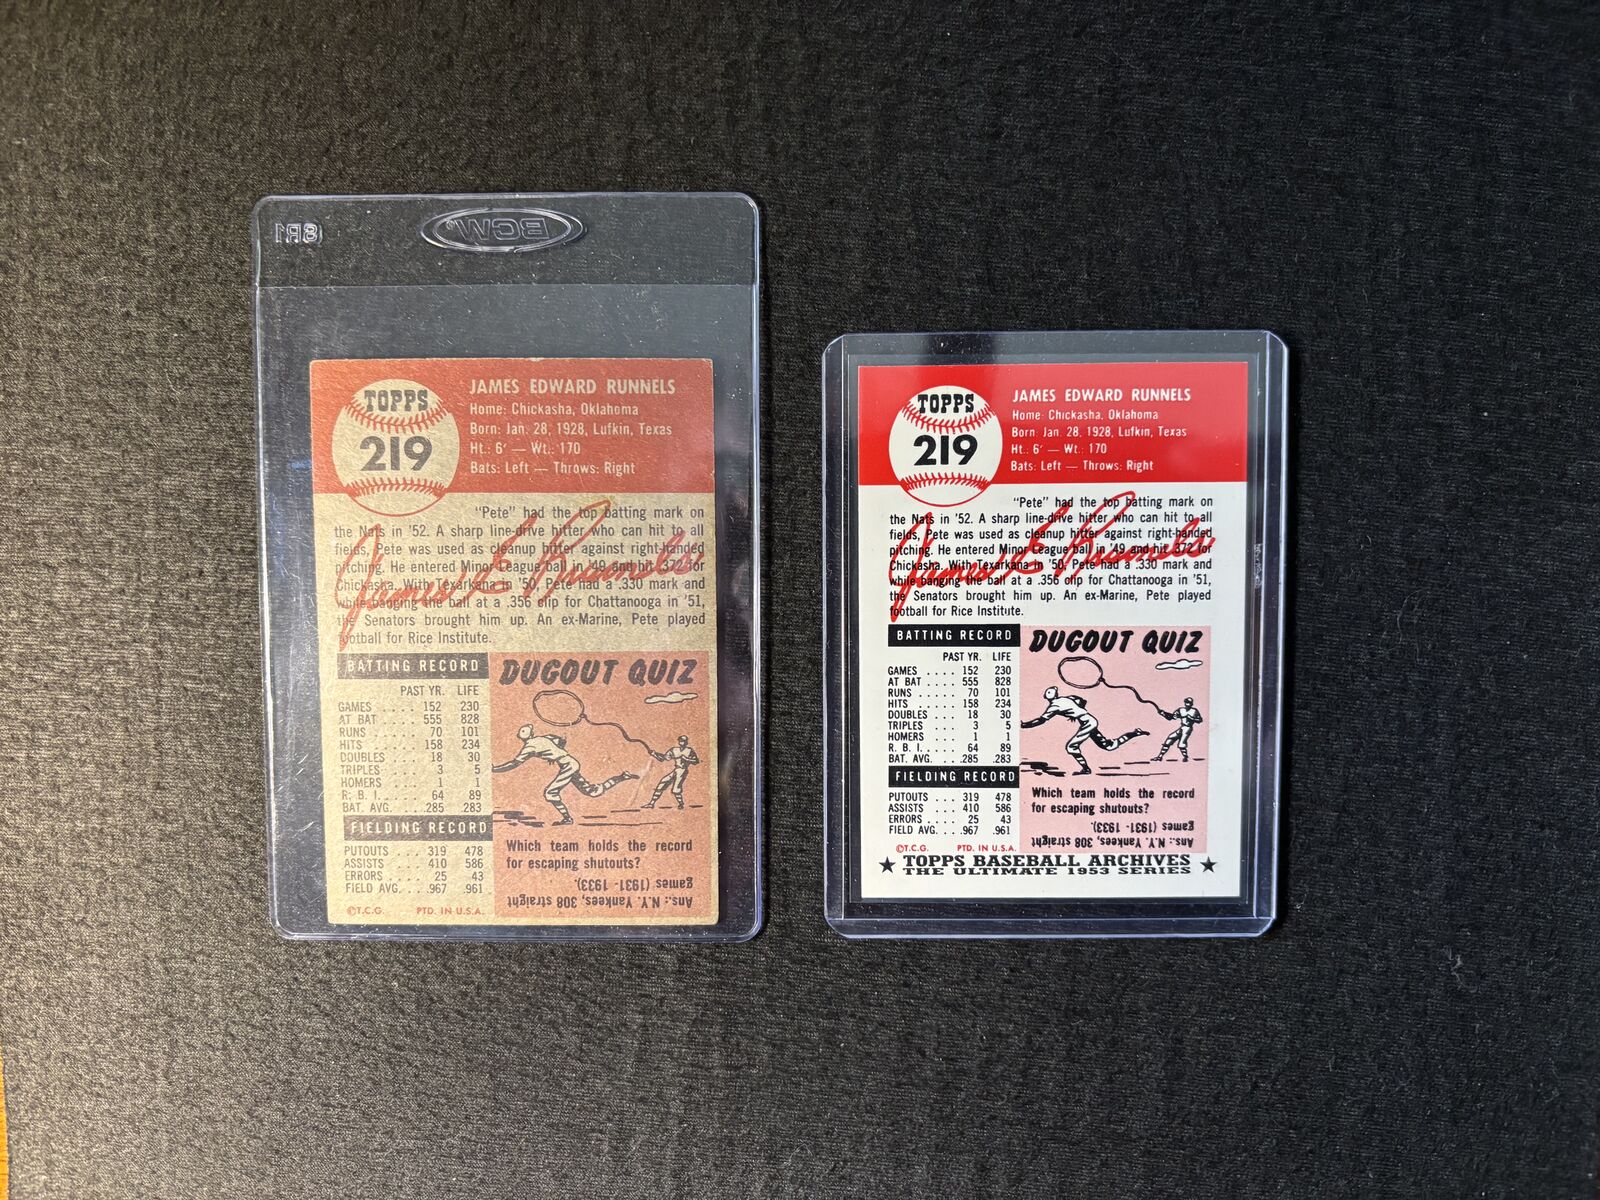 BCW
TOPPS
219
JAMES EDWARD RUNNELS
Home: Chickasha, Oklahoma
Born: Jan. 28, 1928, Lufkin, Texas
Ht.: 6' — Wt.: 170
Bats: Left — Throws: Right
"Pete" had the top batting mark on
the Nats in '52. A sharp line-drive hitter who can hit to all
fields, Pete was used as cleanup hitter against right-handed
pitching. He entered Minor League ball in '49 and hit .372 for
Chickasha. With Texarkana in '50, Pete had a .330 mark and
while banging the ball at a .356 clip for Chattanooga in '51,
the Senators brought him up. An ex-Marine, Pete played
football for Rice Institute.
James E Runnels
BATTING RECORD
PAST YR. LIFE
GAMES .... 152 230
AT BAT .... 555 828
RUNS ..... 70 101
HITS ..... 158 234
DOUBLES ... 18 30
TRIPLES ... 3 5
HOMERS ... 1 1
R. B. I. .... 64 89
BAT. AVG. ... .285 .283
FIELDING RECORD
PUTOUTS ... 319 478
ASSISTS ... 410 586
ERRORS .... 25 43
FIELD AVG. .. .967 .961
©T.C.G. PTD. IN U.S.A.
DUGOUT QUIZ
Which team holds the record
for escaping shutouts?
Ans.: N.Y. Yankees, 308 straight
games (1931 - 1933).
TOPPS
219
JAMES EDWARD RUNNELS
Home: Chickasha, Oklahoma
Born: Jan. 28, 1928, Lufkin, Texas
Ht.: 6' — Wt.: 170
Bats: Left — Throws: Right
"Pete" had the top batting mark on
the Nats in '52. A sharp line-drive hitter who can hit to all
fields, Pete was used as cleanup hitter against right-handed
pitching. He entered Minor League ball in '49 and hit .372 for
Chickasha. With Texarkana in '50, Pete had a .330 mark and
while banging the ball at a .356 clip for Chattanooga in '51,
the Senators brought him up. An ex-Marine, Pete played
football for Rice Institute.
James E Runnels
BATTING RECORD
PAST YR. LIFE
GAMES .... 152 230
AT BAT .... 555 828
RUNS ..... 70 101
HITS ..... 158 234
DOUBLES ... 18 30
TRIPLES ... 3 5
HOMERS ... 1 1
R. B. I. .... 64 89
BAT. AVG. ... .285 .283
FIELDING RECORD
PUTOUTS ... 319 478
ASSISTS ... 410 586
ERRORS .... 25 43
FIELD AVG. .. .967 .961
©T.C.G. PTD. IN U.S.A.
DUGOUT QUIZ
Which team holds the record
for escaping shutouts?
Ans.: N.Y. Yankees, 308 straight
games (1931 - 1933).
★ TOPPS BASEBALL ARCHIVES ★
THE ULTIMATE 1953 SERIES